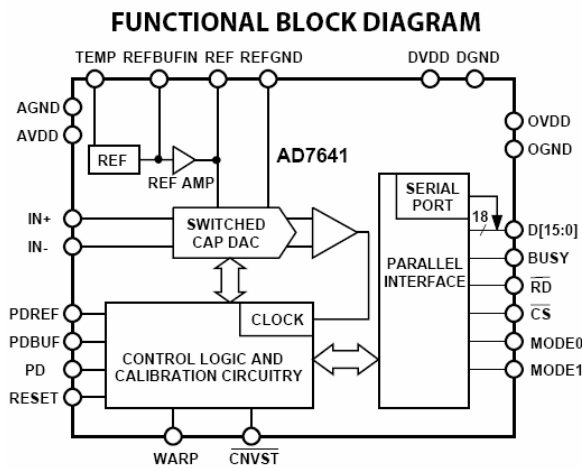 FUNCTIONAL BLOCK DIAGRAM
TEMP REFBUFIN REF REFGND DVDD DGND
AGND
AVDD
OVDD
OGND
REF
REF AMP
AD7641
SERIAL
PORT
18
IN+
IN-
SWITCHED
CAP DAC
PARALLEL
INTERFACE
D[15:0]
BUSY
RD
CS
MODE0
MODE1
PDREF
PDBUF
PD
RESET
CLOCK
CONTROL LOGIC AND
CALIBRATION CIRCUITRY
WARP CNVST